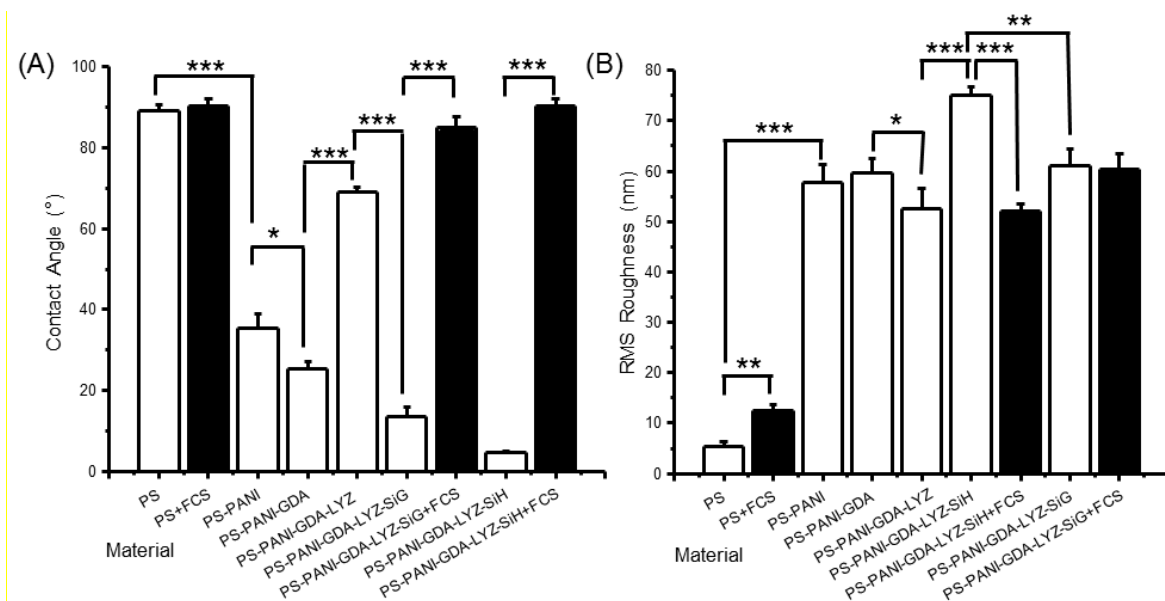 (A)
***
***
***
***
***
*
100
80
60
40
20
0
Contact Angle (°)
PS
PS+FCS
PS-PANI
PS-PANI-GDA
PS-PANI-GDA-LYZ
PS-PANI-GDA-LYZ-SiG
PS-PANI-GDA-LYZ-SiG+FCS
PS-PANI-GDA-LYZ-SiH
PS-PANI-GDA-LYZ-SiH+FCS
Material
(B)
**
***
***
***
*
**
80
70
60
50
40
30
20
10
0
RMS Roughness (nm)
PS
PS+FCS
PS-PANI
PS-PANI-GDA
PS-PANI-GDA-LYZ
PS-PANI-GDA-LYZ-SiH
PS-PANI-GDA-LYZ-SiH+FCS
PS-PANI-GDA-LYZ-SiG
PS-PANI-GDA-LYZ-SiG+FCS
Material